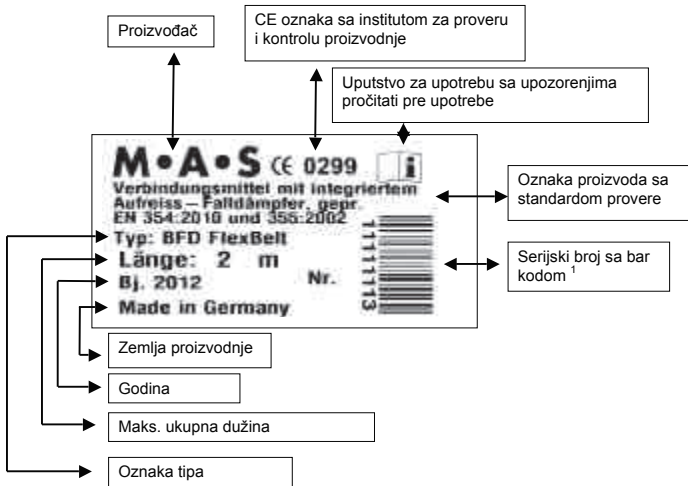 Proizvođač
CE oznaka sa institutom za proveru
i kontrolu proizvodnje
Uputstvo za upotrebu sa upozorenjima
pročitati pre upotrebe
M•A•S CE 0299
Verbindungsmittel mit integriertem
Aufreiss – Falldämpfer, gepr.
EN 354:2010 und 355:2002
Typ: BFD FlexBelt
Länge: 2 m
Bj. 2012 Nr.
Made in Germany
11111113
Oznaka proizvoda sa
standardom provere
Serijski broj sa bar
kodom ¹
Zemlja proizvodnje
Godina
Maks. ukupna dužina
Oznaka tipa